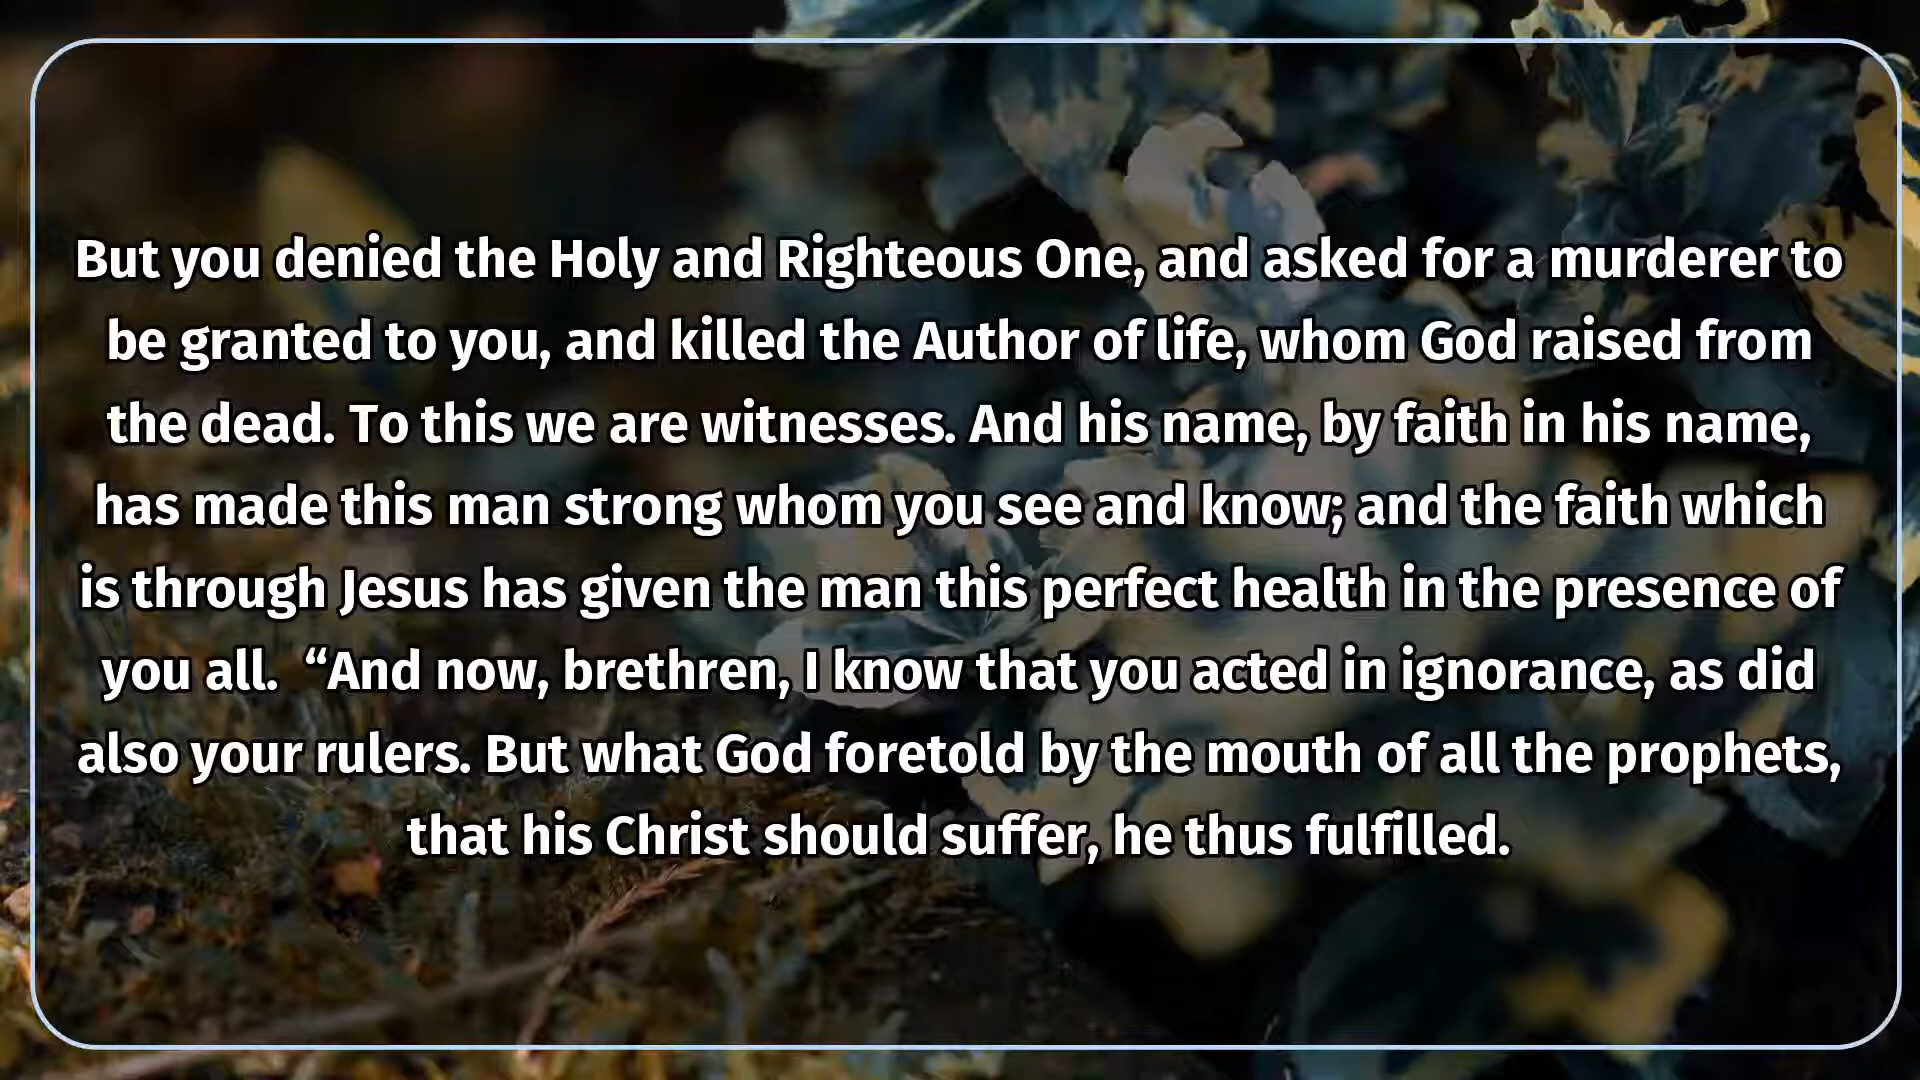 But you denied the Holy and Righteous One, and asked for a murderer to
be granted to you, and killed the Author of life, whom God raised from
the dead. To this we are witnesses. And his name, by faith in his name,
has made this man strong whom you see and know; and the faith which
is through Jesus has given the man this perfect health in the presence of
you all.  “And now, brethren, I know that you acted in ignorance, as did
also your rulers. But what God foretold by the mouth of all the prophets,
that his Christ should suffer, he thus fulfilled.